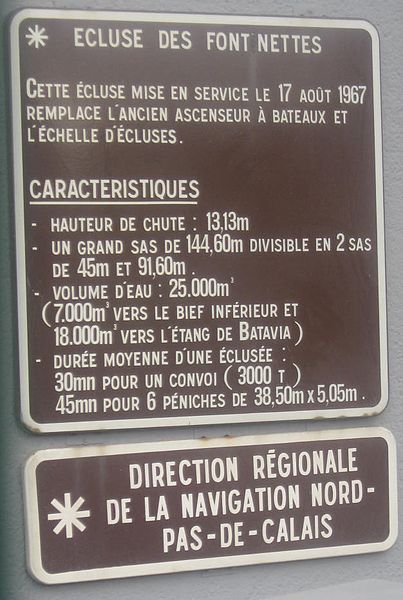 * ECLUSE DES FONT'NETTES
CETTE ÉCLUSE MISE EN SERVICE LE 17 AOÛT 1967
REMPLACE L'ANCIEN ASCENSEUR À BATEAUX ET
L'ÉCHELLE D'ÉCLUSES.
CARACTERISTIQUES
- HAUTEUR DE CHUTE : 13,13m
- UN GRAND SAS DE 144,60m DIVISIBLE EN 2 SAS
DE 45m ET 91,60m.
- VOLUME D'EAU : 25.000m³
(7.000m³ VERS LE BIEF INFÉRIEUR ET
18.000m³ VERS L'ÉTANG DE BATAVIA)
- DURÉE MOYENNE D'UNE ÉCLUSÉE :
30mn POUR UN CONVOI (3000 T)
45mn POUR 6 PÉNICHES DE 38,50m x 5,05m.
DIRECTION RÉGIONALE
* DE LA NAVIGATION NORD-
PAS-DE-CALAIS